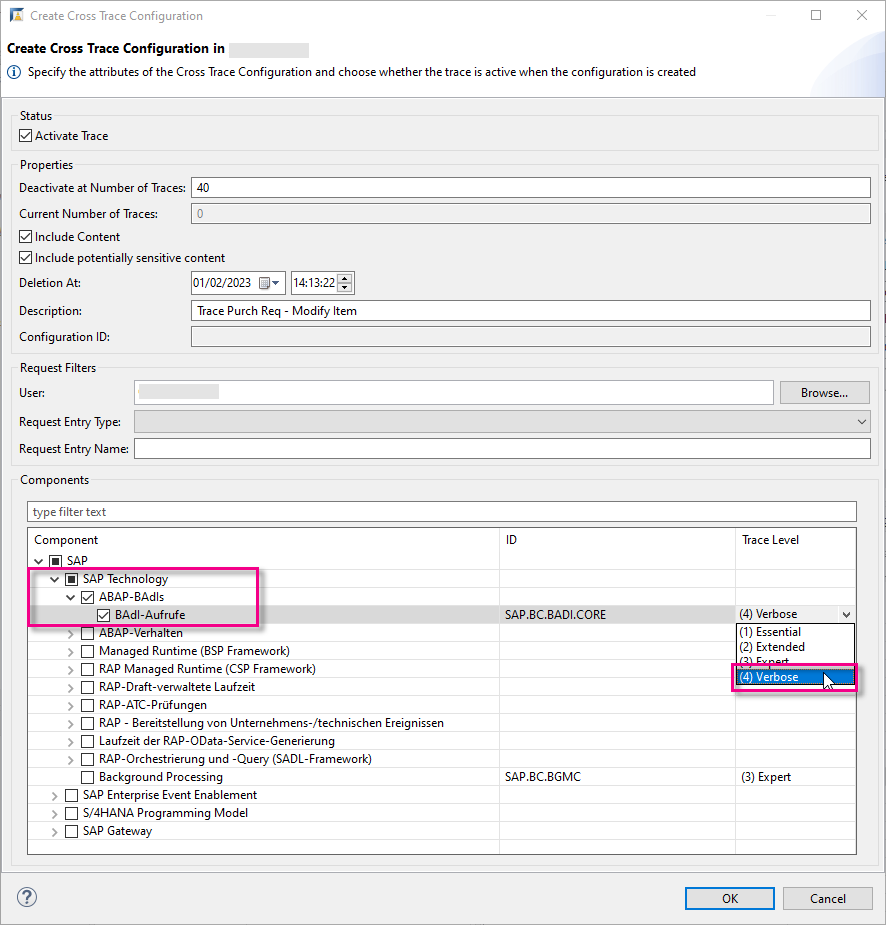 Create Cross Trace Configuration
Create Cross Trace Configuration in
Specify the attributes of the Cross Trace Configuration and choose whether the trace is active when the configuration is created
Status
Activate Trace
Properties
Deactivate at Number of Traces: 40
Current Number of Traces: 0
Include Content
Include potentially sensitive content
Deletion At: 01/02/2023 14:13:22
Description: Trace Purch Req - Modify Item
Configuration ID:
Request Filters
User: Browse...
Request Entry Type:
Request Entry Name:
Components
type filter text
Component ID Trace Level
SAP
SAP Technology
ABAP-BAdIs
BAdI-Aufrufe SAP.BC.BADI.CORE (4) Verbose
(1) Essential
ABAP-Verhalten
(2) Extended
Managed Runtime (BSP Framework)
(3) Expert
RAP Managed Runtime (CSP Framework)
(4) Verbose
RAP-Draft-verwaltete Laufzeit
RAP-ATC-Prüfungen
RAP - Bereitstellung von Unternehmens-/technischen Ereignissen
Laufzeit der RAP-OData-Service-Generierung
RAP-Orchestrierung und -Query (SADL-Framework)
Background Processing SAP.BC.BGMC (3) Expert
SAP Enterprise Event Enablement
S/4HANA Programming Model
SAP Gateway
OK Cancel